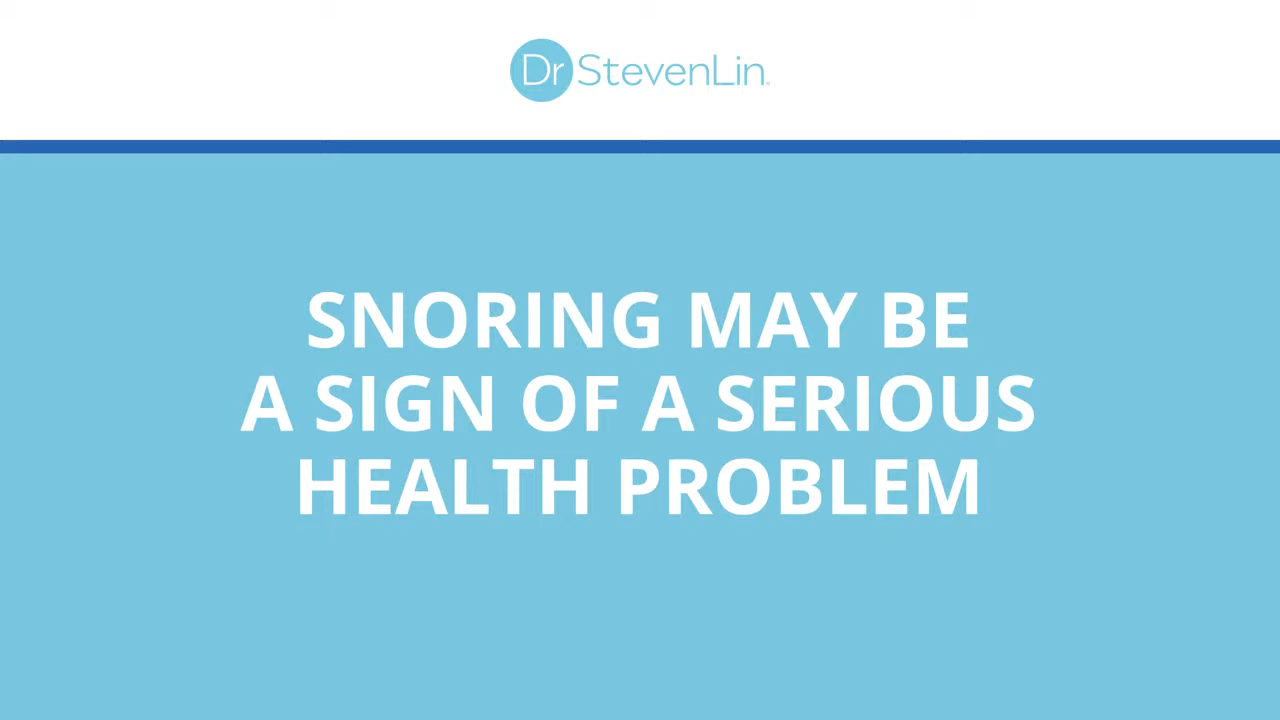 Dr StevenLin
SNORING MAY BE
A SIGN OF A SERIOUS
HEALTH PROBLEM